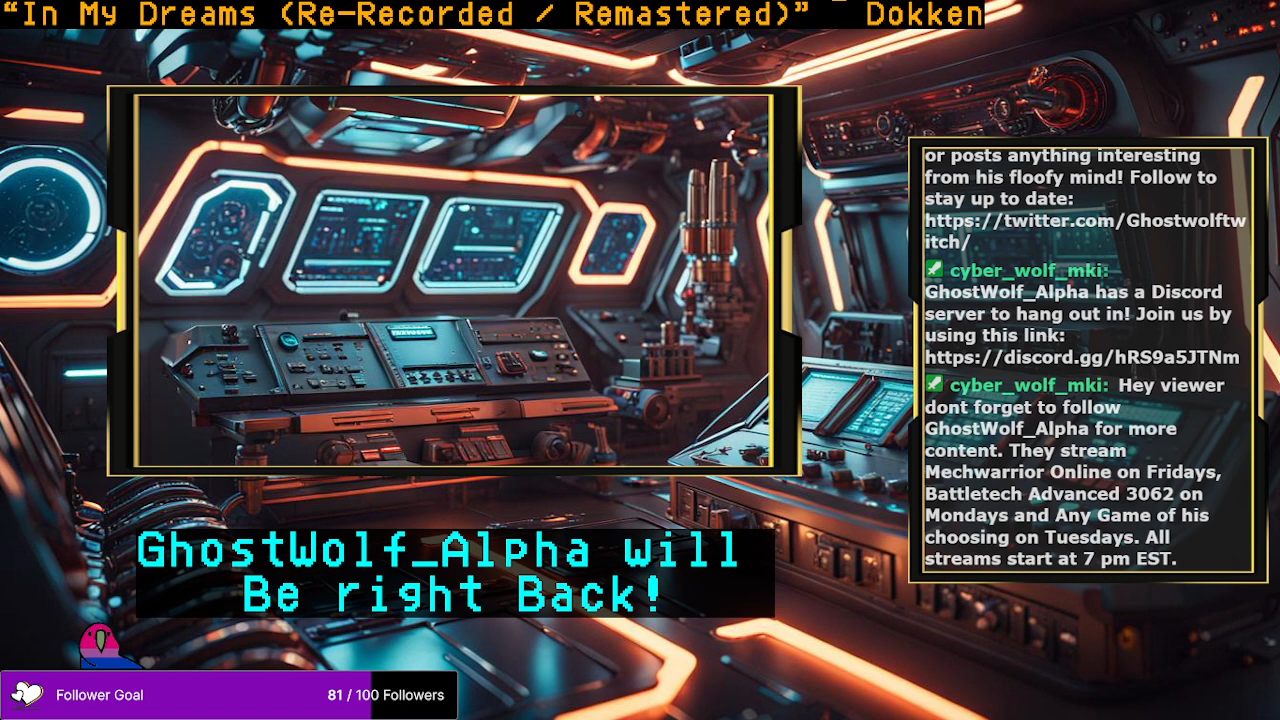 “In My Dreams (Re-Recorded / Remastered)” ~ Dokken
or posts anything interesting
from his floofy mind! Follow to
stay up to date:
https://twitter.com/Ghostwolftw
itch/
cyber_wolf_mki:
GhostWolf_Alpha has a Discord
server to hang out in! Join us by
using this link:
https://discord.gg/hRS9a5JTNm
cyber_wolf_mki: Hey viewer
dont forget to follow
GhostWolf_Alpha for more
content. They stream
Mechwarrior Online on Fridays,
Battletech Advanced 3062 on
Mondays and Any Game of his
choosing on Tuesdays. All
streams start at 7 pm EST.
GhostWolf_Alpha will
Be right Back!
Follower Goal 81 / 100 Followers